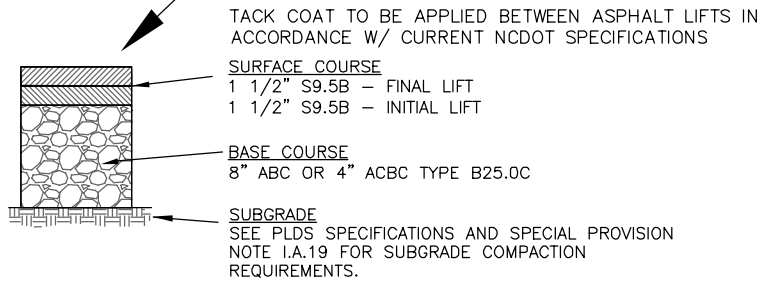 TACK COAT TO BE APPLIED BETWEEN ASPHALT LIFTS IN
ACCORDANCE W/ CURRENT NCDOT SPECIFICATIONS
SURFACE COURSE
1 1/2" S9.5B – FINAL LIFT
1 1/2" S9.5B – INITIAL LIFT
BASE COURSE
8" ABC OR 4" ACBC TYPE B25.0C
SUBGRADE
SEE PLDS SPECIFICATIONS AND SPECIAL PROVISION
NOTE I.A.19 FOR SUBGRADE COMPACTION
REQUIREMENTS.